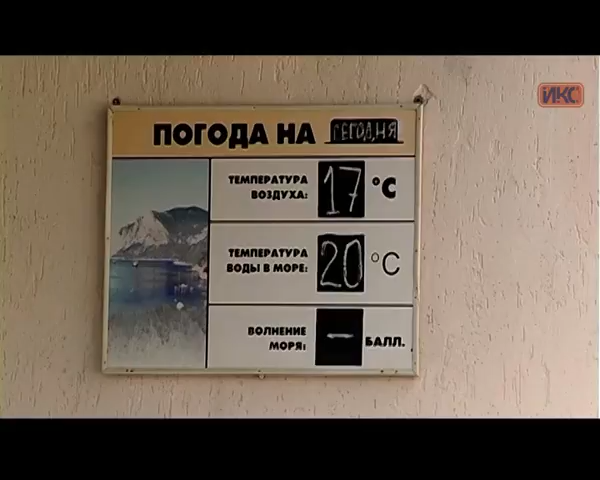 ИКС
ПОГОДА НА СЕГОДНЯ
ТЕМПЕРАТУРА
ВОЗДУХА: 17 °С
ТЕМПЕРАТУРА
ВОДЫ В МОРЕ: 20 °С
ВОЛНЕНИЕ
МОРЯ: – БАЛЛ.